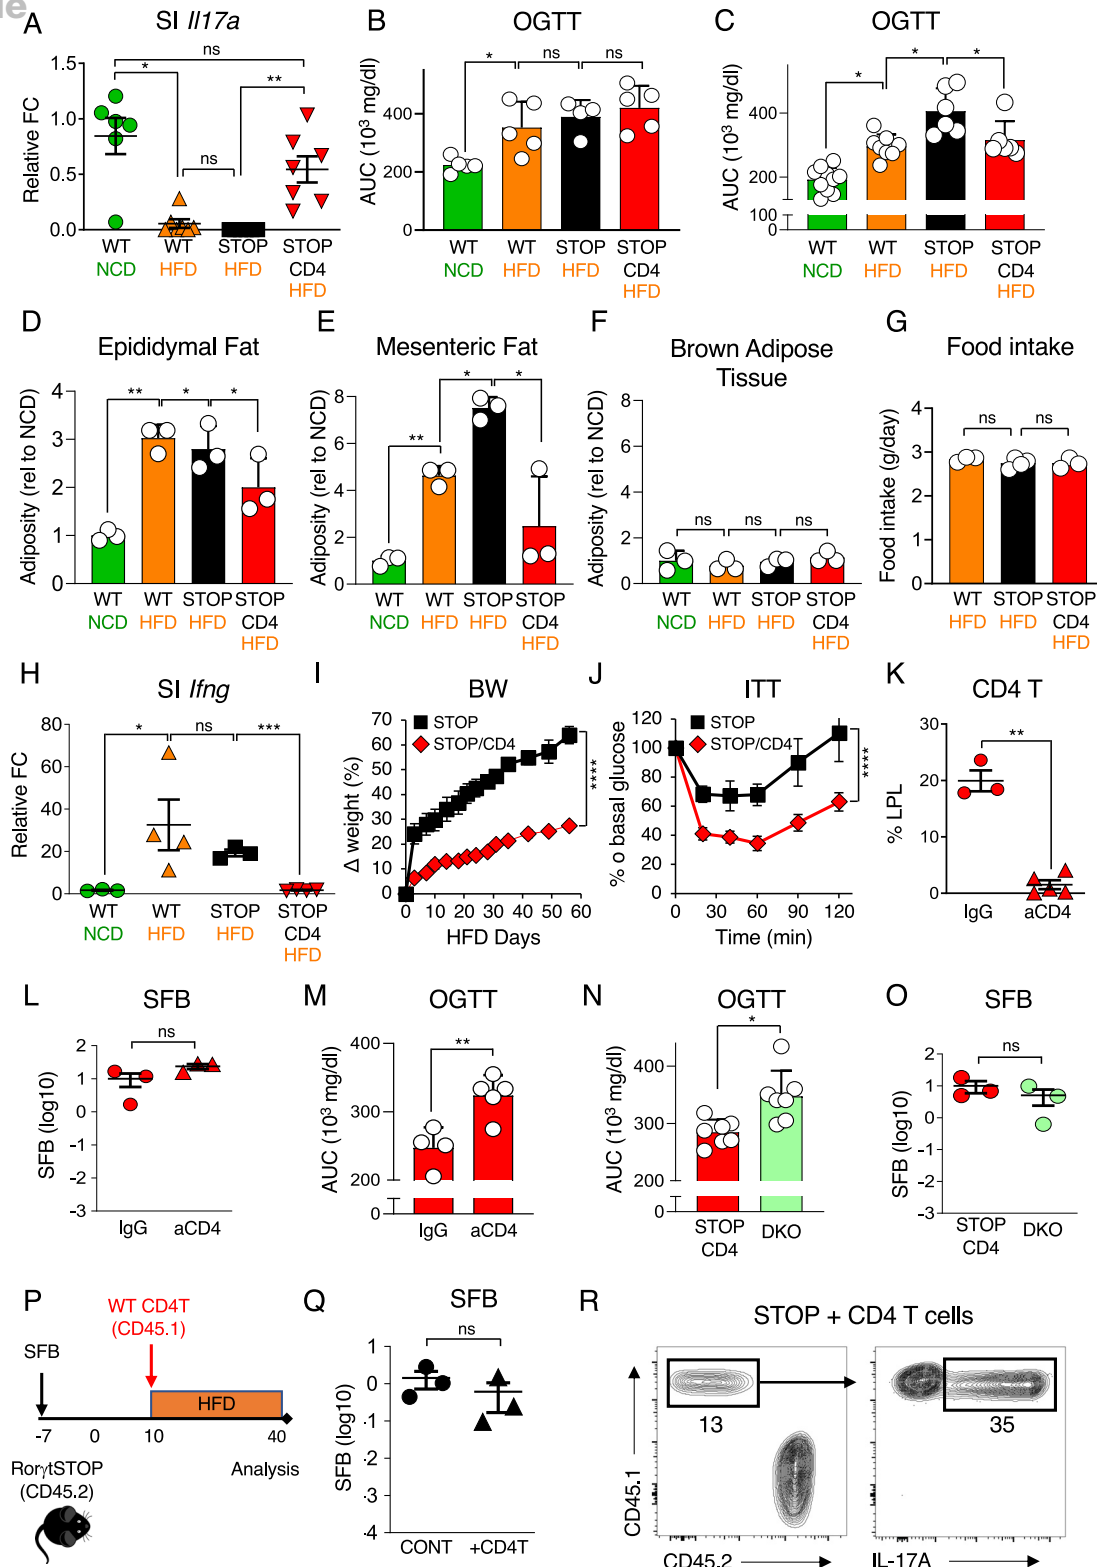 A
SI Il17a
Relative FC
1.5
1.0
0.5
0.0
ns
*
**
ns
WT WT STOP STOP
NCD HFD HFD CD4
HFD
B
OGTT
AUC (10³ mg/dl)
400
200
0
* ns ns
WT WT STOP STOP
NCD HFD HFD CD4
HFD
C
OGTT
AUC (10³ mg/dl)
400
200
100
0
* * *
WT WT STOP STOP
NCD HFD HFD CD4
HFD
D
Epididymal Fat
Adiposity (rel to NCD)
4
3
2
1
0
** * *
WT WT STOP STOP
NCD HFD HFD CD4
HFD
E
Mesenteric Fat
Adiposity (rel to NCD)
8
6
4
2
0
* *
**
WT WT STOP STOP
NCD HFD HFD CD4
HFD
F
Brown Adipose
Tissue
Adiposity (rel to NCD)
8
6
4
2
0
ns ns ns
WT WT STOP STOP
NCD HFD HFD CD4
HFD
G
Food intake
Food intake (g/day)
4
3
2
1
0
ns ns
WT STOP STOP
HFD HFD CD4
HFD
H
SI Ifng
Relative FC
80
60
40
20
0
* ns ***
WT WT STOP STOP
NCD HFD HFD CD4
HFD
I
BW
Δ weight (%)
70
60
50
40
30
20
10
0
STOP
STOP/CD4
****
0 10 20 30 40 50 60
HFD Days
J
ITT
% o basal glucose
120
100
80
60
40
20
0
STOP
STOP/CD4
****
0 30 60 90 120
Time (min)
K
CD4 T
% LPL
30
20
10
0
**
IgG aCD4
L
SFB
SFB (log10)
2
1
0
-1
-2
-3
ns
IgG aCD4
M
OGTT
AUC (10³ mg/dl)
400
300
200
0
**
IgG aCD4
N
OGTT
AUC (10³ mg/dl)
400
300
200
0
*
STOP DKO
CD4
O
SFB
SFB (log10)
2
1
0
-1
-2
-3
ns
STOP DKO
CD4
P
WT CD4T
(CD45.1)
SFB
HFD
-7 0 10 40
RorγtSTOP Analysis
(CD45.2)
Q
SFB
SFB (log10)
1
0
-1
-2
-3
-4
ns
CONT +CD4T
R
STOP + CD4 T cells
13
35
CD45.1
CD45.2
IL-17A